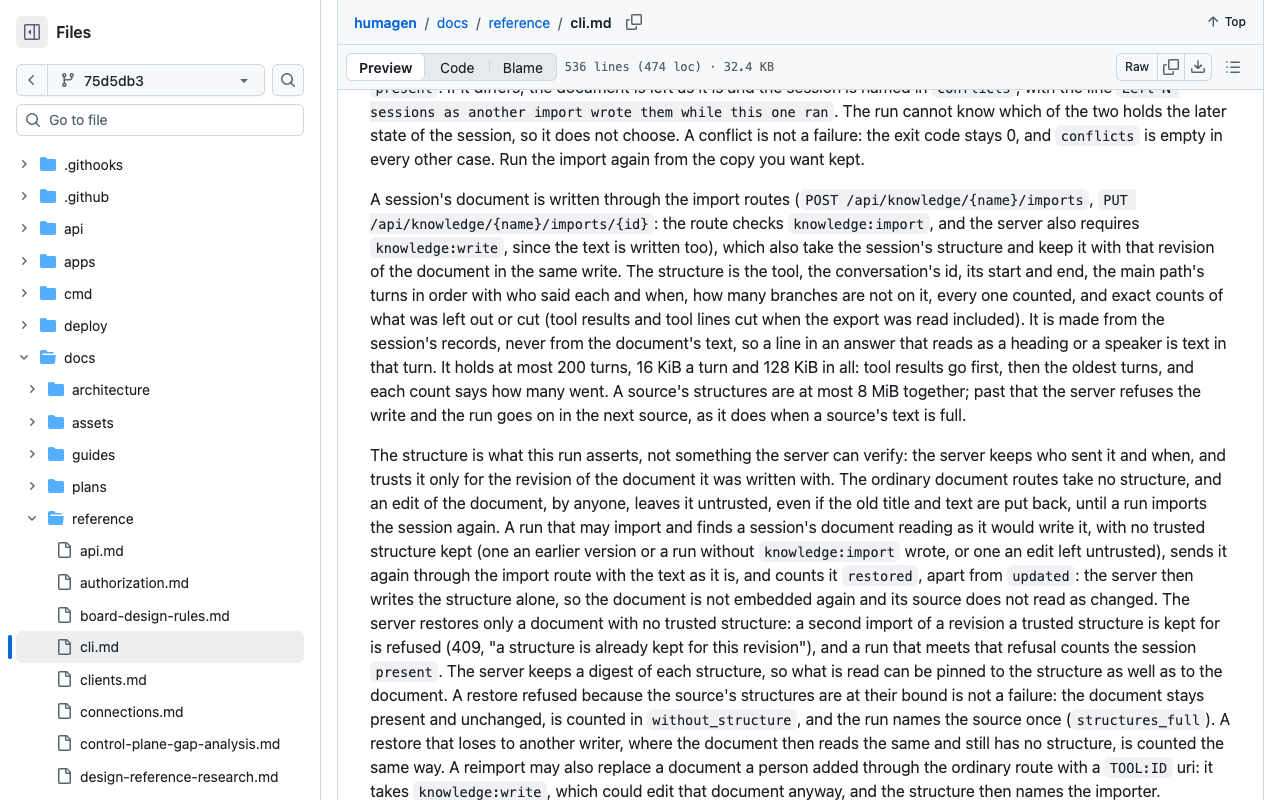 Files
75d5db3
Go to file
.githooks
.github
api
apps
cmd
deploy
docs
architecture
assets
guides
plans
reference
api.md
authorization.md
board-design-rules.md
cli.md
clients.md
connections.md
control-plane-gap-analysis.md
design-reference-research.md
humagen / docs / reference / cli.md
Top
Preview Code Blame 536 lines (474 loc) · 32.4 KB
Raw
present . If it differs, the document is left as it is and the session is named in conflicts , with the line Left N
sessions as another import wrote them while this one ran . The run cannot know which of the two holds the later
state of the session, so it does not choose. A conflict is not a failure: the exit code stays 0, and conflicts is empty in
every other case. Run the import again from the copy you want kept.
A session's document is written through the import routes ( POST /api/knowledge/{name}/imports , PUT
/api/knowledge/{name}/imports/{id} : the route checks knowledge:import , and the server also requires
knowledge:write , since the text is written too), which also take the session's structure and keep it with that revision
of the document in the same write. The structure is the tool, the conversation's id, its start and end, the main path's
turns in order with who said each and when, how many branches are not on it, every one counted, and exact counts of
what was left out or cut (tool results and tool lines cut when the export was read included). It is made from the
session's records, never from the document's text, so a line in an answer that reads as a heading or a speaker is text in
that turn. It holds at most 200 turns, 16 KiB a turn and 128 KiB in all: tool results go first, then the oldest turns, and
each count says how many went. A source's structures are at most 8 MiB together; past that the server refuses the
write and the run goes on in the next source, as it does when a source's text is full.
The structure is what this run asserts, not something the server can verify: the server keeps who sent it and when, and
trusts it only for the revision of the document it was written with. The ordinary document routes take no structure, and
an edit of the document, by anyone, leaves it untrusted, even if the old title and text are put back, until a run imports
the session again. A run that may import and finds a session's document reading as it would write it, with no trusted
structure kept (one an earlier version or a run without knowledge:import wrote, or one an edit left untrusted), sends it
again through the import route with the text as it is, and counts it restored , apart from updated : the server then
writes the structure alone, so the document is not embedded again and its source does not read as changed. The
server restores only a document with no trusted structure: a second import of a revision a trusted structure is kept for
is refused (409, "a structure is already kept for this revision"), and a run that meets that refusal counts the session
present . The server keeps a digest of each structure, so what is read can be pinned to the structure as well as to the
document. A restore refused because the source's structures are at their bound is not a failure: the document stays
present and unchanged, is counted in without_structure , and the run names the source once ( structures_full ). A
restore that loses to another writer, where the document then reads the same and still has no structure, is counted the
same way. A reimport may also replace a document a person added through the ordinary route with a TOOL:ID uri: it
takes knowledge:write , which could edit that document anyway, and the structure then names the importer.